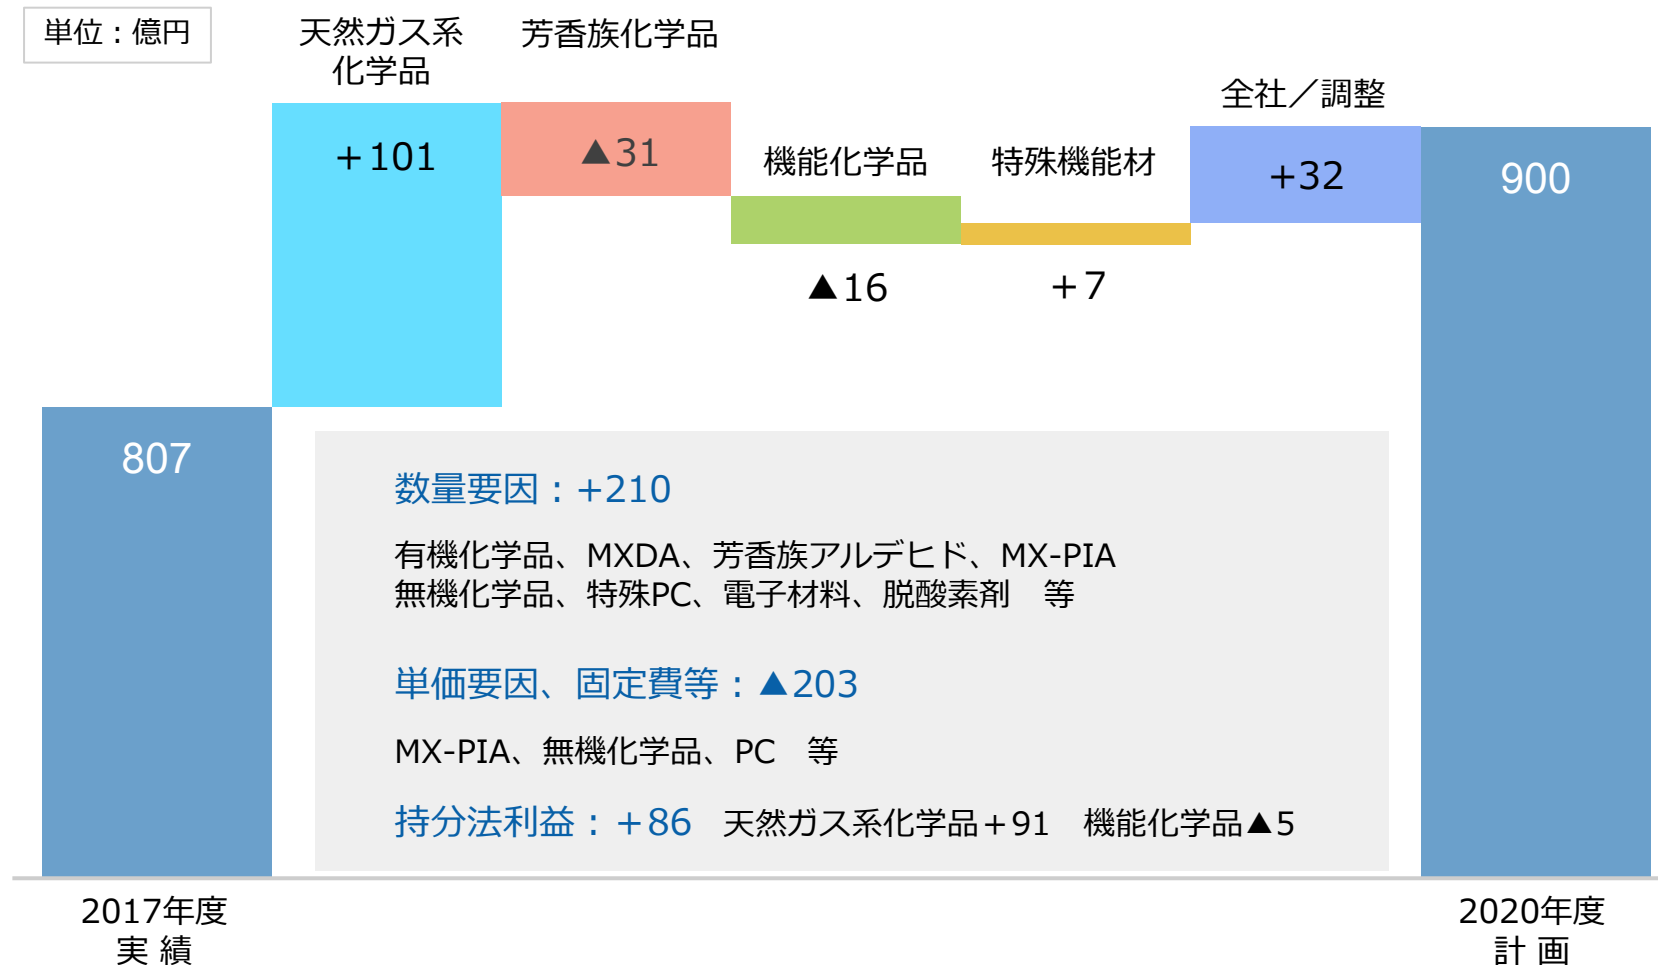 単位：億円
天然ガス系
化学品
芳香族化学品
機能化学品
特殊機能材
全社／調整
＋101
▲31
▲16
＋7
+32
807
900
数量要因：+210
有機化学品、MXDA、芳香族アルデヒド、MX-PIA
無機化学品、特殊PC、電子材料、脱酸素剤　等
単価要因、固定費等：▲203
MX-PIA、無機化学品、PC　等
持分法利益：＋86　天然ガス系化学品＋91　機能化学品▲5
2017年度
実 績
2020年度
計 画